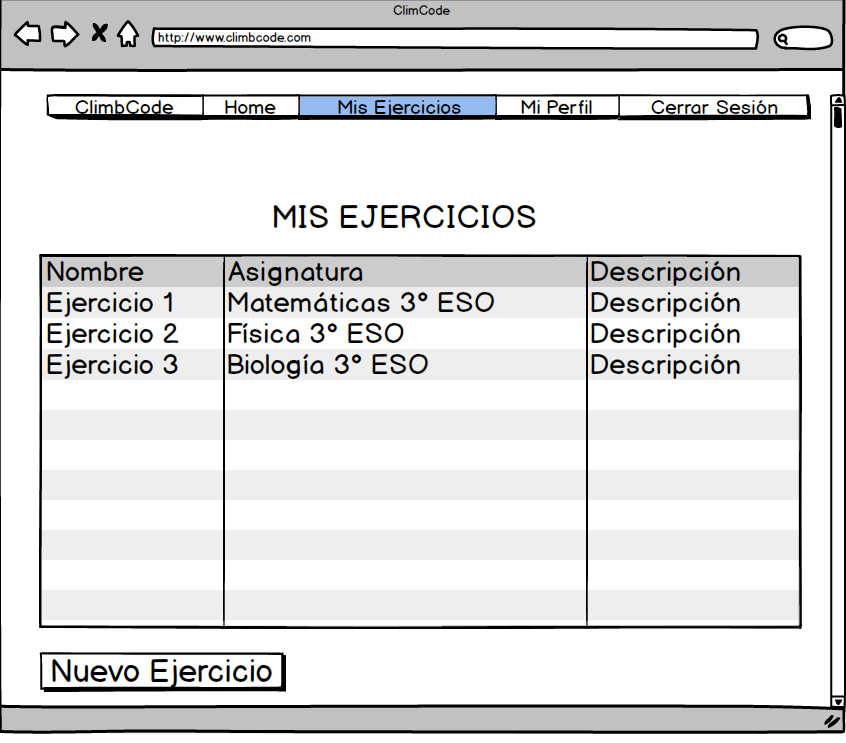 ClimCode
http://www.climbcode.com
ClimbCode Home Mis Ejercicios Mi Perfil Cerrar Sesión
MIS EJERCICIOS
Nombre Asignatura Descripción
Ejercicio 1 Matemáticas 3º ESO Descripción
Ejercicio 2 Física 3º ESO Descripción
Ejercicio 3 Biología 3º ESO Descripción
Nuevo Ejercicio